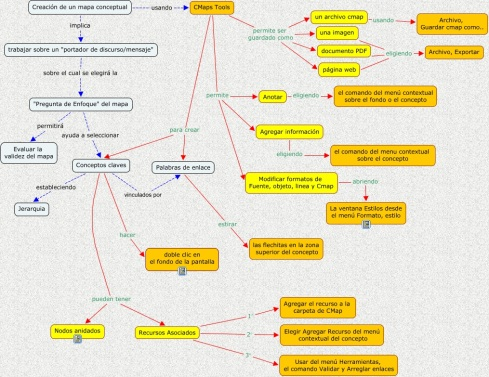 Creación de un mapa conceptual
usando
CMaps Tools
implica
trabajar sobre un "portador de discurso/mensaje"
sobre el cual se elegirá la
"Pregunta de Enfoque" del mapa
permitirá
ayuda a seleccionar
Evaluar la
validez del mapa
Conceptos claves
estableciendo
Jerarquia
vinculados por
Palabras de enlace
para crear
permite ser
guardado como
un archivo cmap
usando
Archivo,
Guardar cmap como..
una imagen
documento PDF
página web
eligiendo
Archivo, Exportar
permite
Anotar
eligiendo
el comando del menú contextual
sobre el fondo o el concepto
Agregar información
eligiendo
el comando del menu contextual
sobre el concepto
Modificar formatos de
Fuente, objeto, linea y Cmap
abriendo
La ventana Estilos desde
el menú Formato, estilo
estirar
las flechitas en la zona
superior del concepto
hacer
doble clic en
el fondo de la pantalla
pueden tener
Nodos anidados
Recursos Asociados
1°
Agregar el recurso a la
carpeta de CMap
2°
Elegir Agregar Recurso del menú
contextual del concepto
3°
Usar del menú Herramientas,
el comando Validar y Arreglar enlaces